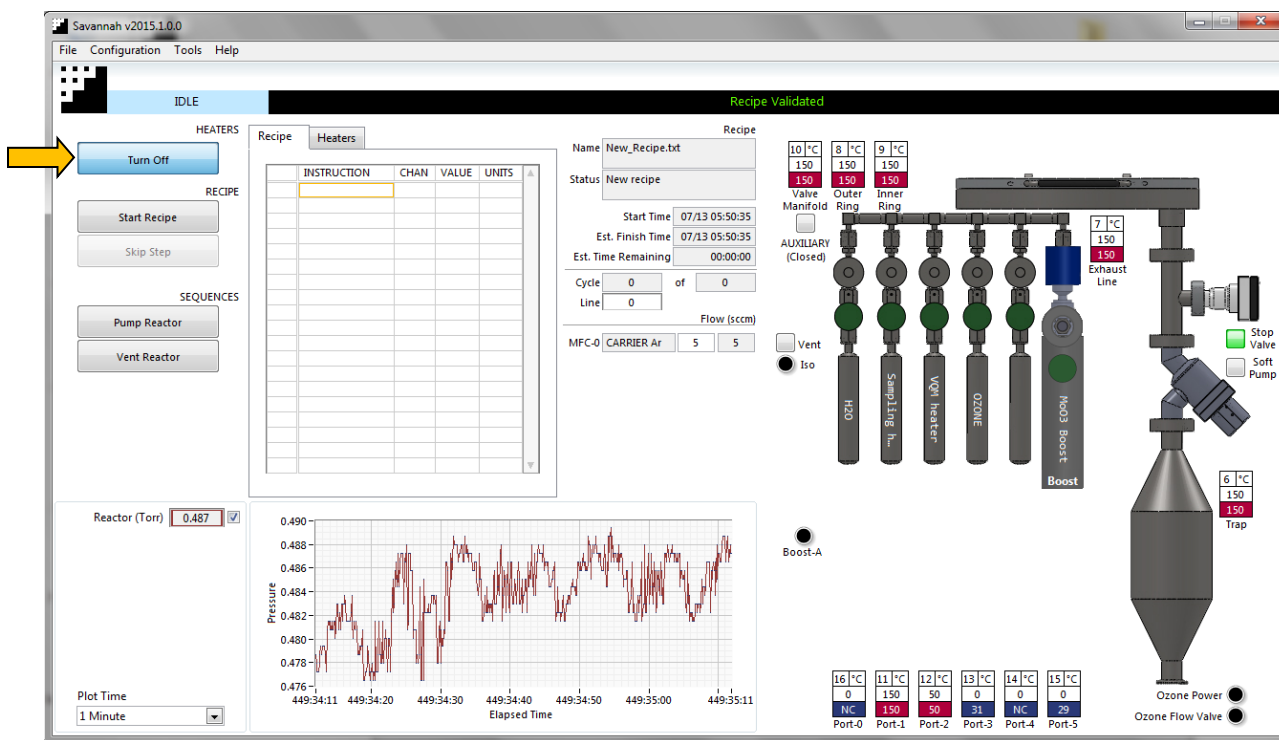 Savannah v2015.1.0.0
File Configuration Tools Help
IDLE
Recipe Validated
HEATERS
Turn Off
RECIPE
Start Recipe
Skip Step
SEQUENCES
Pump Reactor
Vent Reactor
Recipe Heaters
INSTRUCTION CHAN VALUE UNITS
Recipe
Name New_Recipe.txt
Status New recipe
Start Time 07/13 05:50:35
Est. Finish Time 07/13 05:50:35
Est. Time Remaining 00:00:00
Cycle 0 of 0
Line 0
Flow (sccm)
MFC-0 CARRIER Ar 5 5
10 °C 8 °C 9 °C
150 150 150
150 150 150
Valve Outer Inner
Manifold Ring Ring
AUXILIARY
(Closed)
7 °C
150
150
Exhaust
Line
Vent
Iso
Stop
Valve
Soft
Pump
H2O
Sampling h...
VQM heater
OZONE
MoO3 Boost
Boost
6 °C
150
150
Trap
Boost-A
Reactor (Torr) 0.487
0.490
0.488
0.486
0.484
0.482
0.480
0.478
0.476
Pressure
449:34:11 449:34:20 449:34:30 449:34:40 449:34:50 449:35:00 449:35:11
Elapsed Time
Plot Time
1 Minute
16 °C 11 °C 12 °C 13 °C 14 °C 15 °C
0 150 50 0 0 0
NC 150 50 31 NC 29
Port-0 Port-1 Port-2 Port-3 Port-4 Port-5
Ozone Power
Ozone Flow Valve